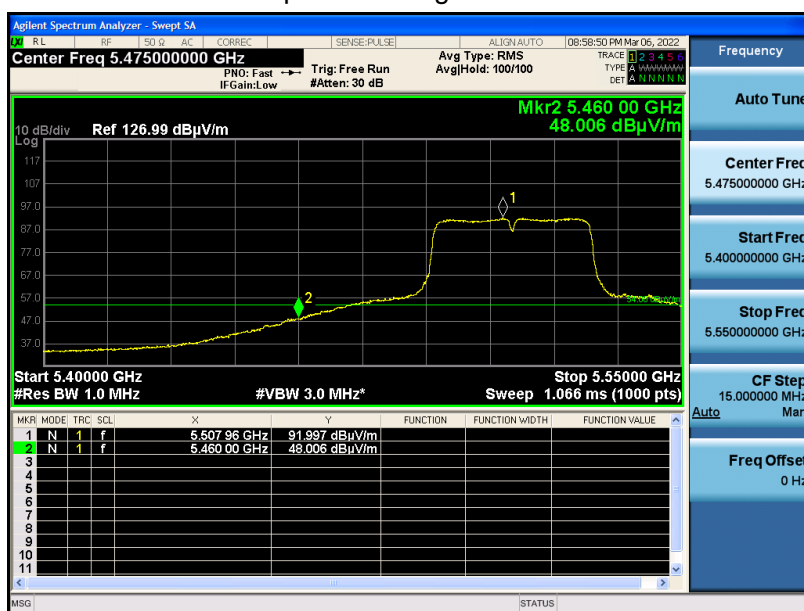 Agilent Spectrum Analyzer - Swept SA
RL RF 50 Ω AC CORREC SENSE:PULSE ALIGN AUTO 08:58:50 PM Mar 06, 2022
Center Freq 5.475000000 GHz
PNO: Fast
IFGain:Low
Trig: Free Run
#Atten: 30 dB
Avg Type: RMS
Avg|Hold: 100/100
TRACE 1 2 3 4 5 6
TYPE A
DET A N N N N N
Mkr2 5.460 00 GHz
48.006 dBµV/m
10 dB/div Ref 126.99 dBµV/m
Log
117
107
97.0
87.0
77.0
67.0
57.0
47.0
37.0
1
2
Start 5.40000 GHz Stop 5.55000 GHz
#Res BW 1.0 MHz #VBW 3.0 MHz* Sweep 1.066 ms (1000 pts)
MKR MODE TRC SCL X Y FUNCTION FUNCTION WIDTH FUNCTION VALUE
1 N 1 f 5.507 96 GHz 91.997 dBµV/m
2 N 1 f 5.460 00 GHz 48.006 dBµV/m
3
4
5
6
7
8
9
10
11
MSG STATUS
Frequency
Auto Tune
Center Freq
5.475000000 GHz
Start Freq
5.400000000 GHz
Stop Freq
5.550000000 GHz
CF Step
15.000000 MHz
Auto Man
Freq Offset
0 Hz